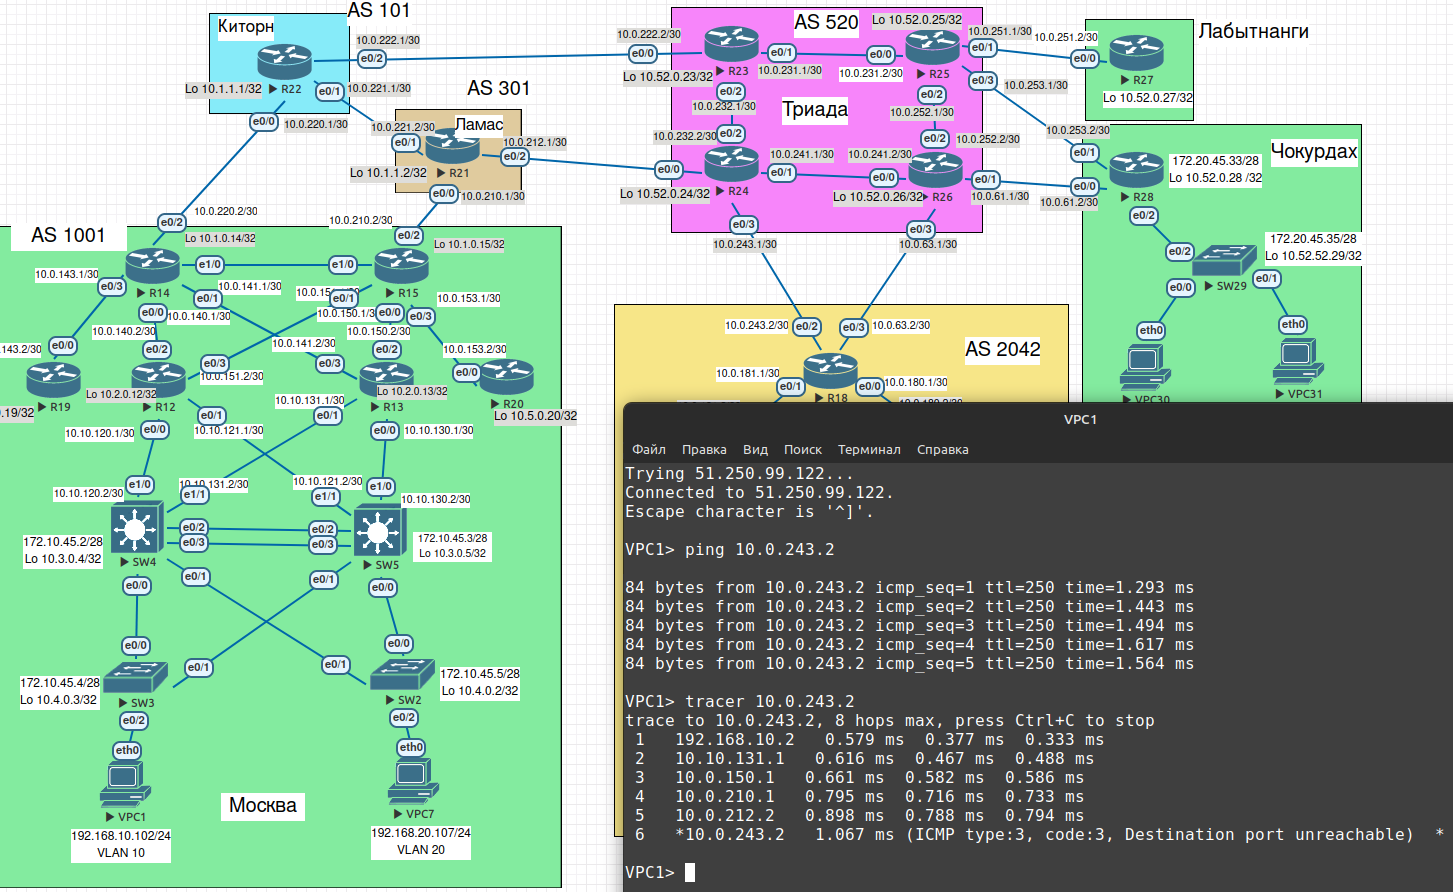 AS 101
Киторн
10.0.222.1/30
e0/2
R22
Lo 10.1.1.1/32
e0/1
10.0.221.1/30
e0/0
10.0.220.1/30
AS 301
Ламас
10.0.221.2/30
e0/1
10.0.212.1/30
e0/2
R21
Lo 10.1.1.2/32
e0/0
10.0.210.1/30
AS 520
Lo 10.52.0.25/32
10.0.222.2/30
e0/0
e0/1
e0/0
10.0.251.1/30
e0/1
R23
10.0.231.1/30
10.0.231.2/30
R25
Lo 10.52.0.23/32
e0/3
10.0.253.1/30
e0/2
e0/2
10.0.232.1/30
Триада
10.0.252.1/30
10.0.232.2/30
e0/2
e0/2
10.0.252.2/30
10.0.241.1/30
10.0.241.2/30
e0/0
e0/1
e0/0
e0/1
R24
R26
Lo 10.52.0.24/32
Lo 10.52.0.26/32
10.0.61.1/30
e0/3
e0/3
10.0.243.1/30
10.0.63.1/30
Лабытнанги
10.0.251.2/30
e0/0
R27
Lo 10.52.0.27/32
10.0.253.2/30
e0/1
Чокурдах
172.20.45.33/28
Lo 10.52.0.28 /32
e0/0
R28
10.0.61.2/30
e0/2
172.20.45.35/28
Lo 10.52.52.29/32
e0/2
SW29
e0/0
e0/1
eth0
eth0
VPC30
VPC31
AS 1001
10.0.220.2/30
e0/2
10.0.210.2/30
e0/2
Lo 10.1.0.14/32
Lo 10.1.0.15/32
10.0.143.1/30
e1/0
e1/0
e0/3
R14
10.0.141.1/30
R15
e0/1
e0/1
10.0.153.1/30
e0/0
10.0.140.1/30
10.0.150.1/3
e0/0
e0/3
10.0.140.2/30
10.0.150.2/30
143.2/30
e0/0
e0/2
10.0.141.2/30
e0/2
10.0.153.2/30
e0/3
e0/3
e0/0
10.0.151.2/30
Lo 10.2.0.12/32
Lo 10.2.0.13/32
R19
R12
R13
R20
.19/32
10.10.131.1/30
Lo 10.5.0.20/32
e0/1
e0/1
10.10.120.1/30
e0/0
10.10.121.1/30
e0/0
10.10.130.1/30
e1/0
10.10.131.2/30
10.10.121.2/30
e1/0
10.10.120.2/30
e1/1
e1/1
10.10.130.2/30
e0/2
e0/2
e0/3
e0/3
172.10.45.2/28
Lo 10.3.0.4/32
SW4
172.10.45.3/28
Lo 10.3.0.5/32
SW5
e0/0
e0/1
e0/1
e0/0
e0/0
e0/1
e0/1
e0/0
172.10.45.4/28
Lo 10.4.0.3/32
SW3
172.10.45.5/28
Lo 10.4.0.2/32
SW2
e0/2
e0/2
eth0
eth0
Москва
VPC1
VPC7
192.168.10.102/24
VLAN 10
192.168.20.107/24
VLAN 20
10.0.243.2/30
e0/2
e0/3
10.0.63.2/30
AS 2042
10.0.181.1/30
e0/1
e0/0
10.0.180.1/30
R18
VPC1
Файл Правка Вид Поиск Терминал Справка
Trying 51.250.99.122...
Connected to 51.250.99.122.
Escape character is '^]'.
VPC1> ping 10.0.243.2
84 bytes from 10.0.243.2 icmp_seq=1 ttl=250 time=1.293 ms
84 bytes from 10.0.243.2 icmp_seq=2 ttl=250 time=1.443 ms
84 bytes from 10.0.243.2 icmp_seq=3 ttl=250 time=1.494 ms
84 bytes from 10.0.243.2 icmp_seq=4 ttl=250 time=1.617 ms
84 bytes from 10.0.243.2 icmp_seq=5 ttl=250 time=1.564 ms
VPC1> tracer 10.0.243.2
trace to 10.0.243.2, 8 hops max, press Ctrl+C to stop
1 192.168.10.2 0.579 ms 0.377 ms 0.333 ms
2 10.10.131.1 0.616 ms 0.467 ms 0.488 ms
3 10.0.150.1 0.661 ms 0.582 ms 0.586 ms
4 10.0.210.1 0.795 ms 0.716 ms 0.733 ms
5 10.0.212.2 0.898 ms 0.788 ms 0.794 ms
6 *10.0.243.2 1.067 ms (ICMP type:3, code:3, Destination port unreachable) *
VPC1>